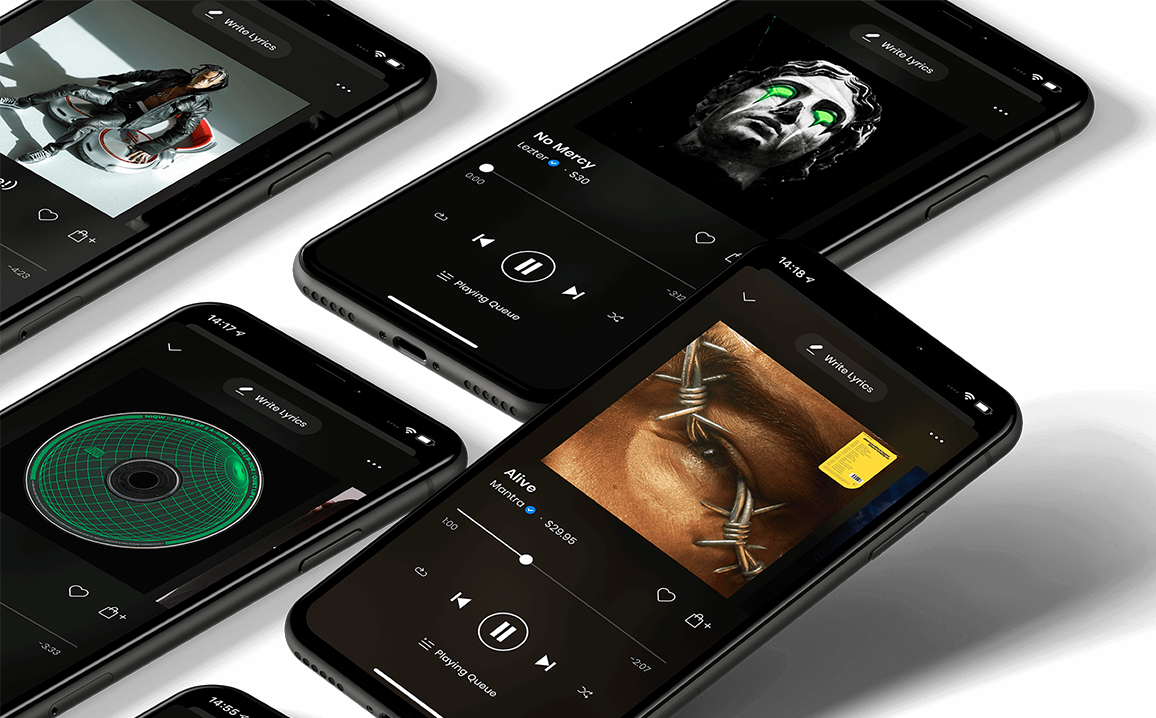 Write Lyrics
e!)
-4:23
Write Lyrics
No Mercy
Lezter · $30
0:00
-3:12
Playing Queue
14:17
Write Lyrics
NIQW
-3:33
14:18
Write Lyrics
Alive
Mantra · $29.95
1:00
-2:07
Playing Queue
14:55